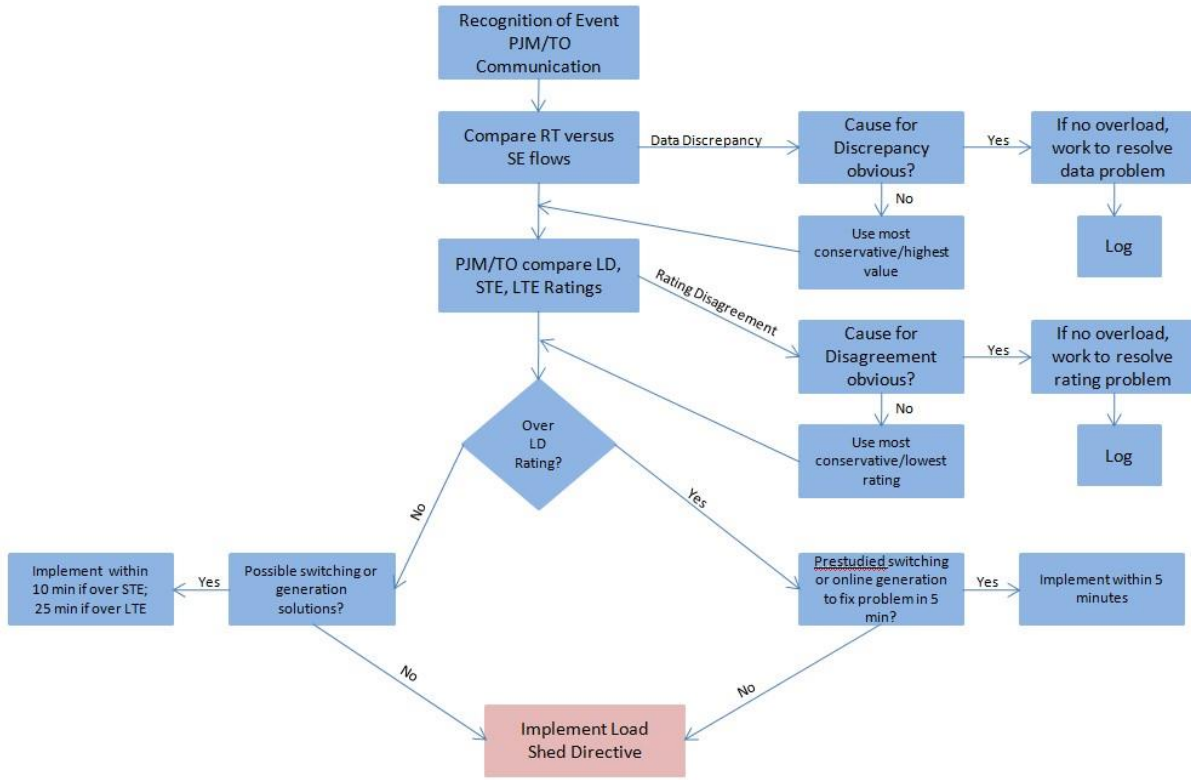 Recognition of Event
PJM/TO
Communication
Compare RT versus
SE flows
Data Discrepancy
Cause for
Discrepancy
obvious?
Yes
If no overload,
work to resolve
data problem
No
Use most
conservative/highest
value
Log
PJM/TO compare LD,
STE, LTE Ratings
Rating Disagreement
Cause for
Disagreement
obvious?
Yes
If no overload,
work to resolve
rating problem
No
Use most
conservative/lowest
rating
Log
Over
LD
Rating?
No
Yes
Implement within
10 min if over STE;
25 min if over LTE
Yes
Possible switching or
generation
solutions?
Prestudied switching
or online generation
to fix problem in 5
min?
Yes
Implement within 5
minutes
No
No
Implement Load
Shed Directive